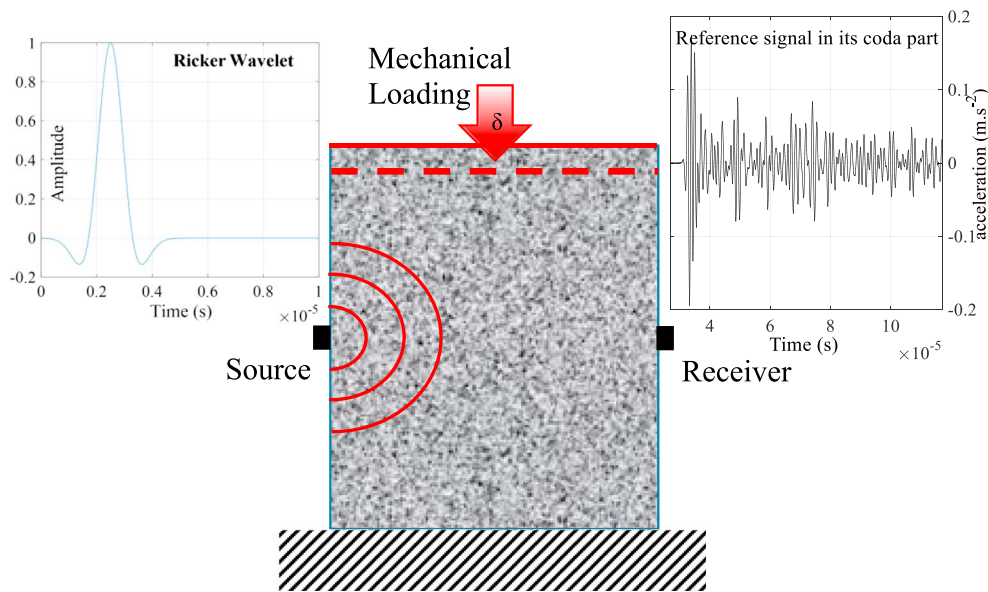 Ricker Wavelet
Amplitude
1
0.8
0.6
0.4
0.2
0
-0.2
0
0.2
0.4
0.6
0.8
1
Time (s)
×10⁻⁵
Mechanical
Loading
δ
Source
Receiver
Reference signal in its coda part
0.2
0.1
0
-0.1
-0.2
acceleration (m.s⁻²)
4
6
8
10
Time (s)
×10⁻⁵